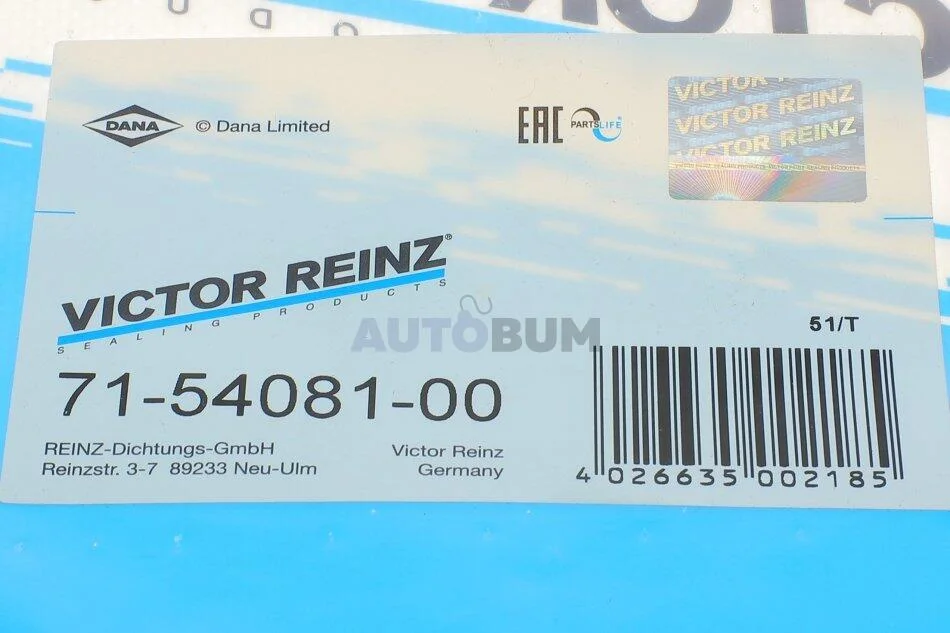 DANA
© Dana Limited
EAC
PARTSLIFE®
VICTOR REINZ
VICTOR REINZ
VICTOR REINZ
VICTOR REINZ®
SEALING PRODUCTS
AUTOBUM
51/T
71-54081-00
REINZ-Dichtungs-GmbH
Reinzstr. 3-7 89233 Neu-Ulm
Victor Reinz
Germany
4 026635 002185